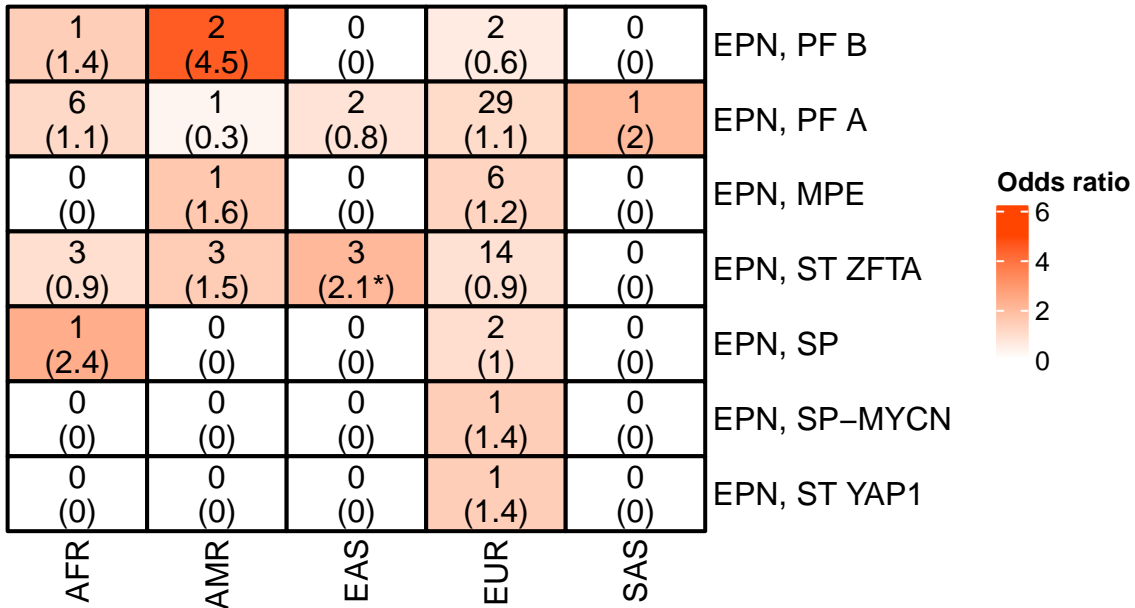 1 2 0 2 0
(1.4) (4.5) (0) (0.6) (0) EPN, PF B
6 1 2 29 1
(1.1) (0.3) (0.8) (1.1) (2) EPN, PF A
0 1 0 6 0
(0) (1.6) (0) (1.2) (0) EPN, MPE
3 3 3 14 0
(0.9) (1.5) (2.1*) (0.9) (0) EPN, ST ZFTA
1 0 0 2 0
(2.4) (0) (0) (1) (0) EPN, SP
0 0 0 1 0
(0) (0) (0) (1.4) (0) EPN, SP−MYCN
0 0 0 1 0
(0) (0) (0) (1.4) (0) EPN, ST YAP1
AFR AMR EAS EUR SAS
Odds ratio
6
4
2
0